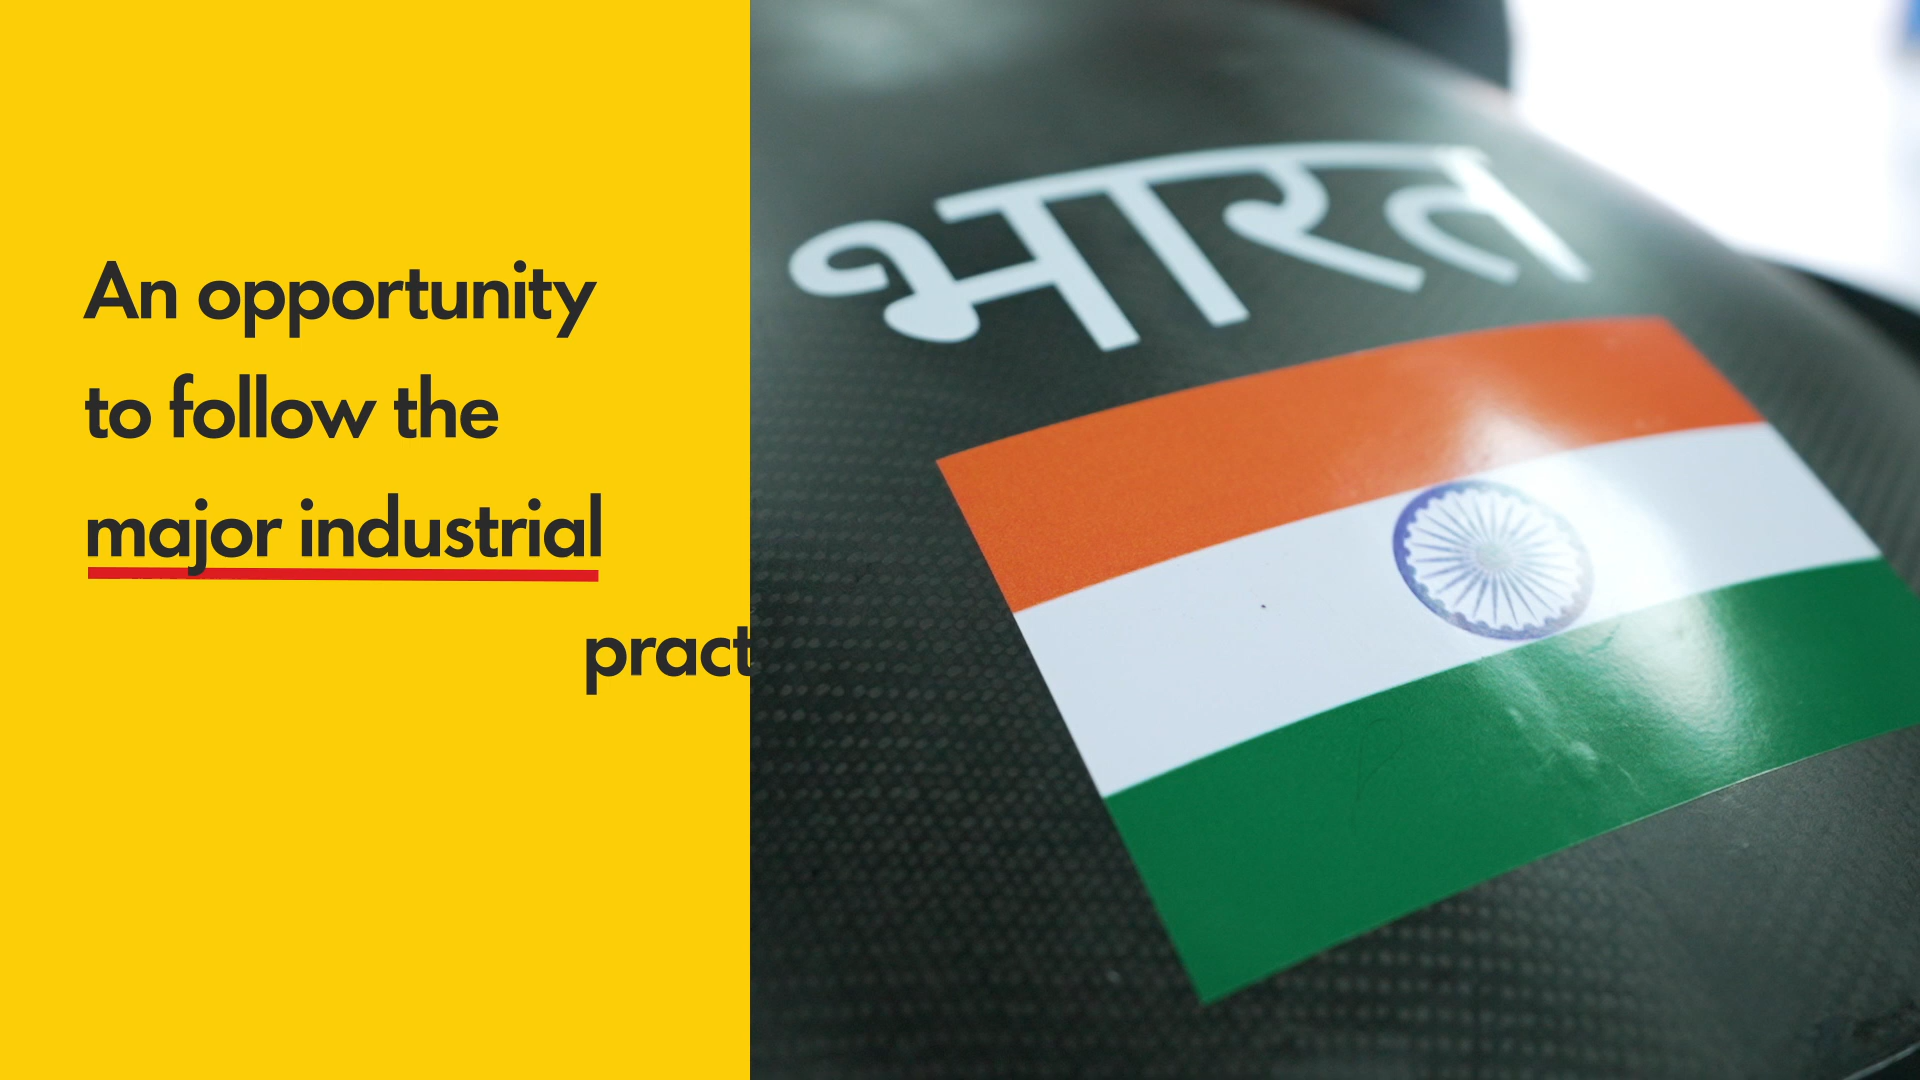 An opportunity
to follow the
major industrial
pract
भारत